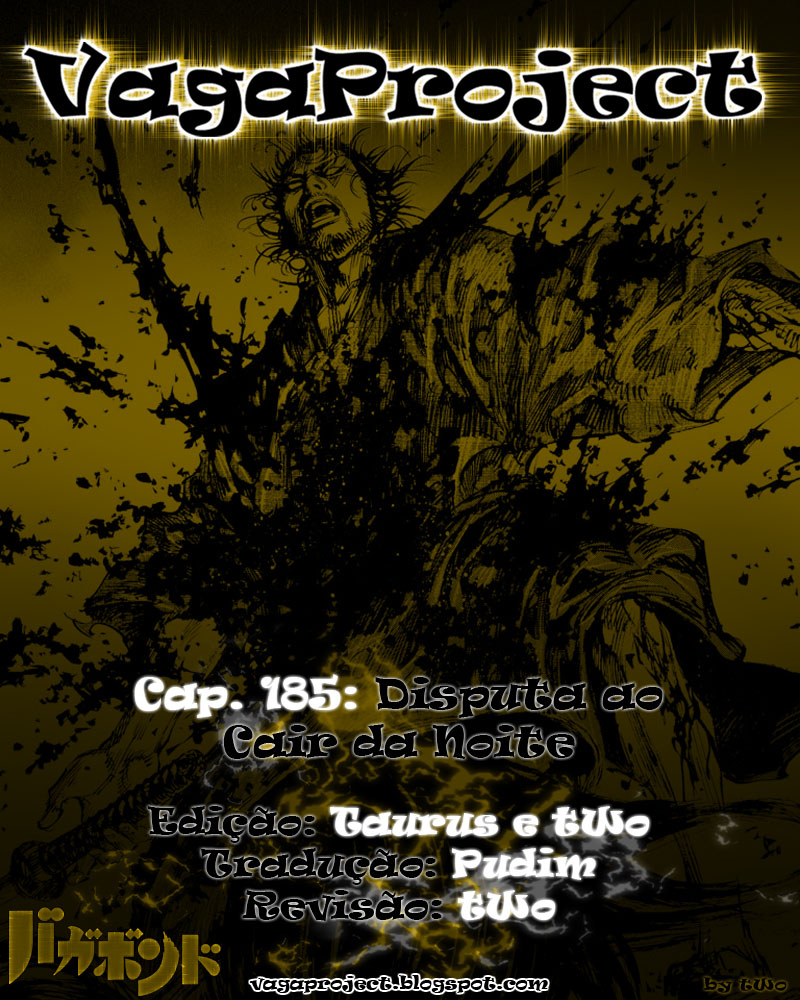 VagaProject
Cap. 185: Disputa ao
Cair da Noite
Edição: Taurus e tWo
Tradução: Pudim
Revisão: tWo
バガボンド
vagaproject.blogspot.com
by tWo